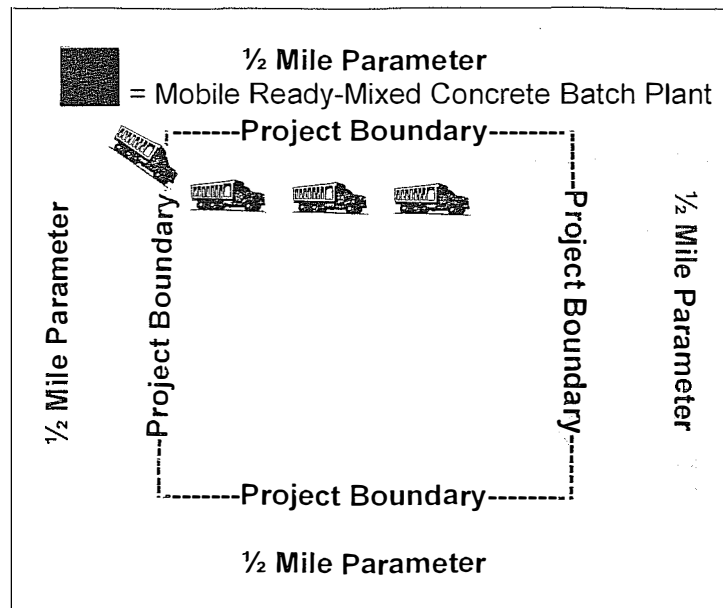 ½ Mile Parameter
= Mobile Ready-Mixed Concrete Batch Plant
Project Boundary
½ Mile Parameter
Project Boundary
Project Boundary
½ Mile Parameter
Project Boundary
½ Mile Parameter